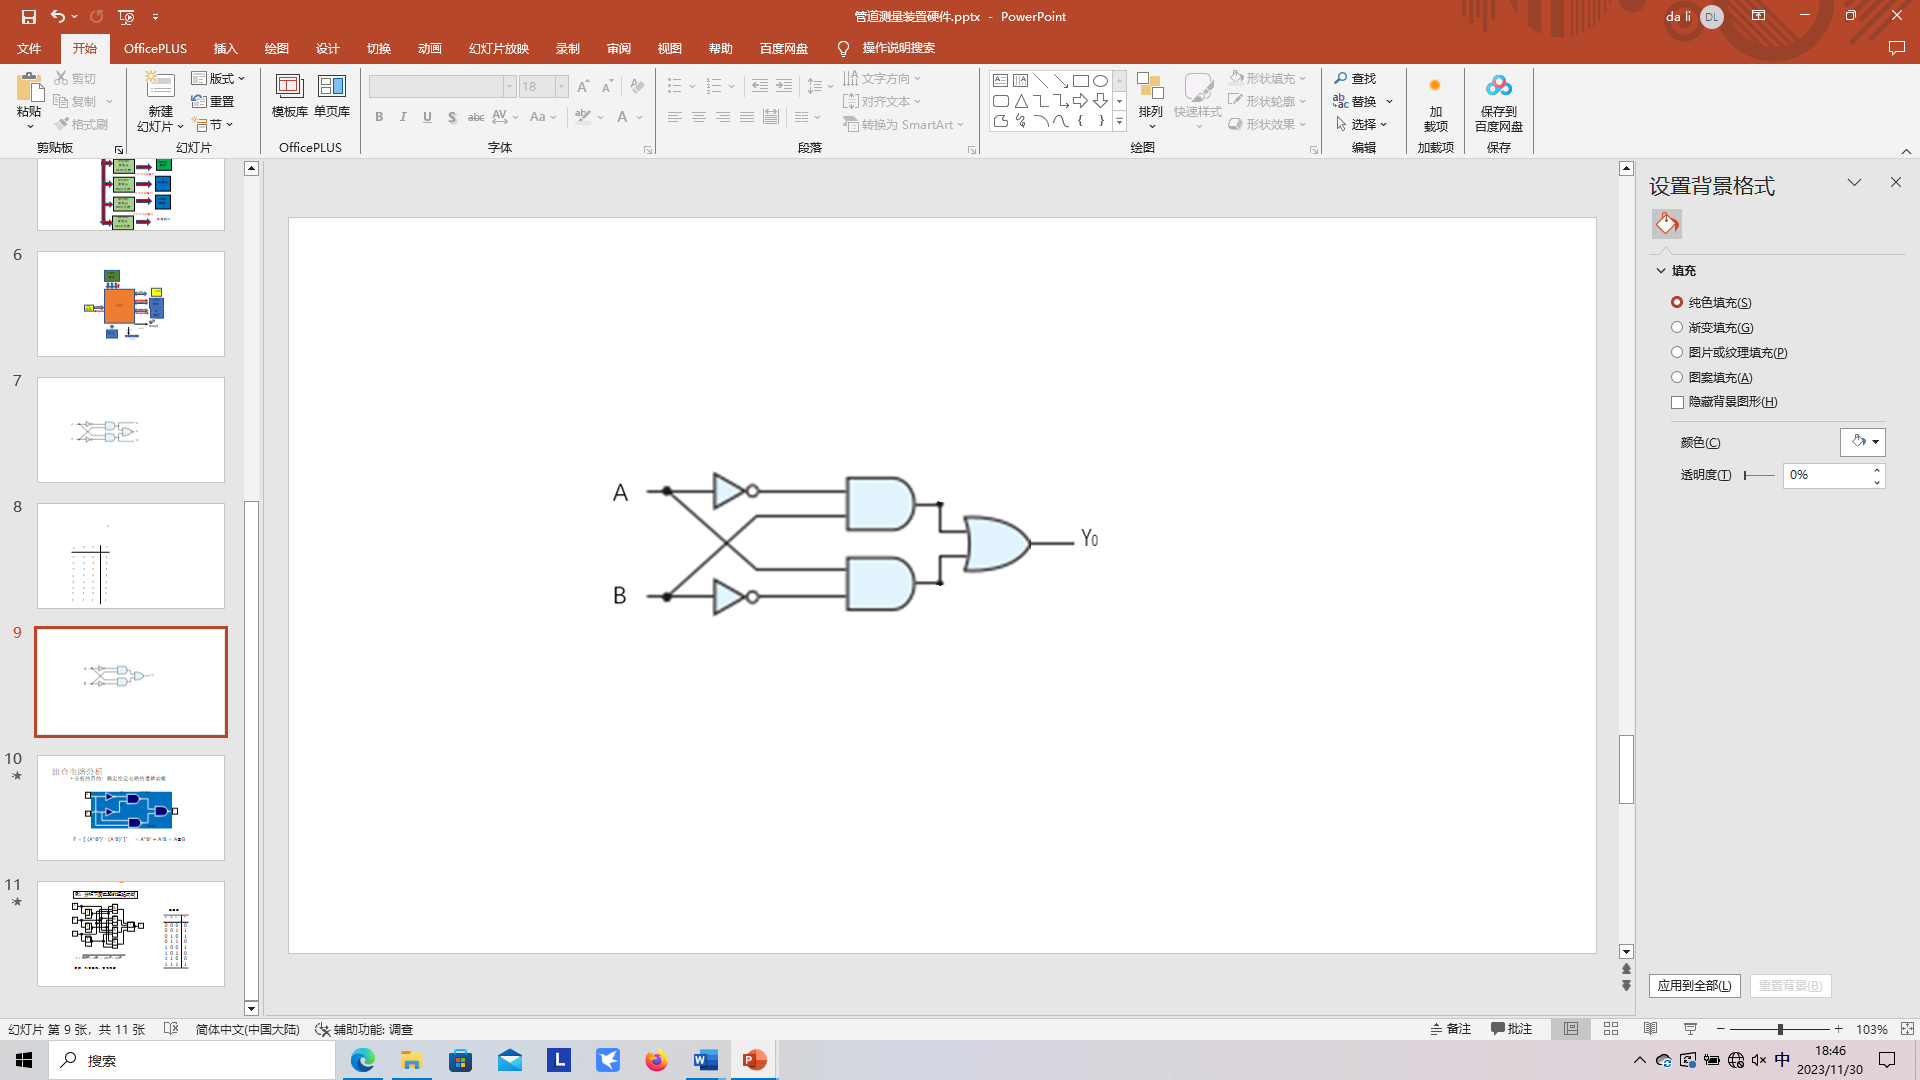 管道测量装置硬件.pptx - PowerPoint
da li DL
文件 开始 OfficePLUS 插入 绘图 设计 切换 动画 幻灯片放映 录制 审阅 视图 帮助 百度网盘 操作说明搜索
粘贴 剪切 复制 格式刷 剪贴板
新建 幻灯片 版式 重置 节 幻灯片
模板库 单页库 OfficePLUS
18
B I U S abc AV Aa A 字体
文字方向 对齐文本 转换为 SmartArt 段落
排列 快速样式 形状填充 形状轮廓 形状效果 绘图
查找 替换 选择 编辑
加载项 加载项
保存到 百度网盘 保存
6
7
8
9
10
组合电路分析
11
A
B
Y0
设置背景格式
填充
纯色填充(S)
渐变填充(G)
图片或纹理填充(P)
图案填充(A)
隐藏背景图形(H)
颜色(C)
透明度(T) 0%
应用到全部(L) 重置背景(B)
幻灯片 第 9 张，共 11 张 简体中文(中国大陆) 辅助功能: 调查 备注 批注 103%
搜索
中 18:46
2023/11/30